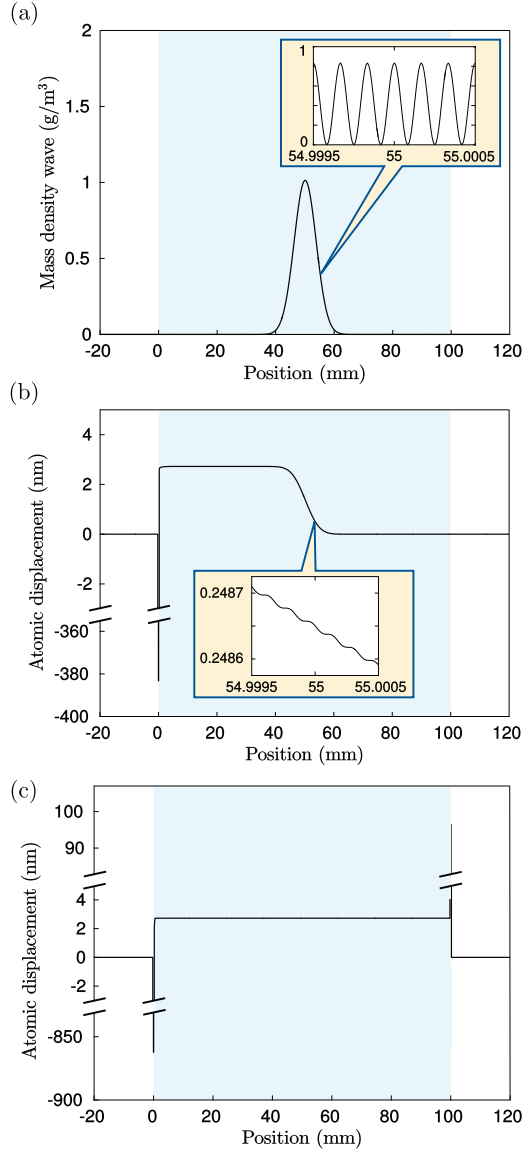 (a)
2
1.5
1
0.5
0
Mass density wave (g/m³)
1
0
54.9995 55 55.0005
-20 0 20 40 60 80 100 120
Position (mm)
(b)
4
2
0
-2
-360
-380
-400
Atomic displacement (nm)
0.2487
0.2486
54.9995 55 55.0005
-20 0 20 40 60 80 100 120
Position (mm)
(c)
100
90
4
2
0
-2
-850
-900
Atomic displacement (nm)
-20 0 20 40 60 80 100 120
Position (mm)